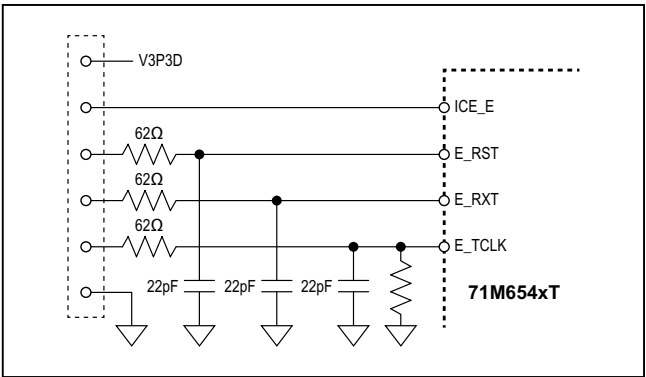 V3P3D
ICE_E
62Ω
E_RST
62Ω
E_RXT
62Ω
E_TCLK
22pF 22pF 22pF
71M654xT